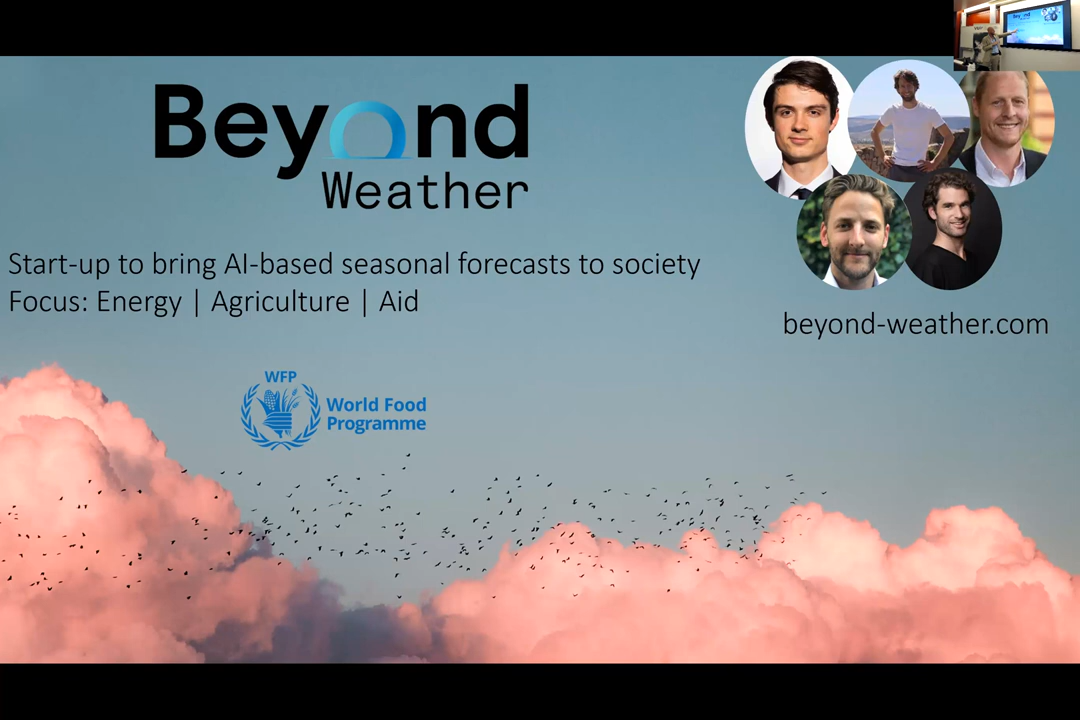 Beyond
Weather
Start-up to bring AI-based seasonal forecasts to society
Focus: Energy | Agriculture | Aid
beyond-weather.com
WFP
World Food
Programme